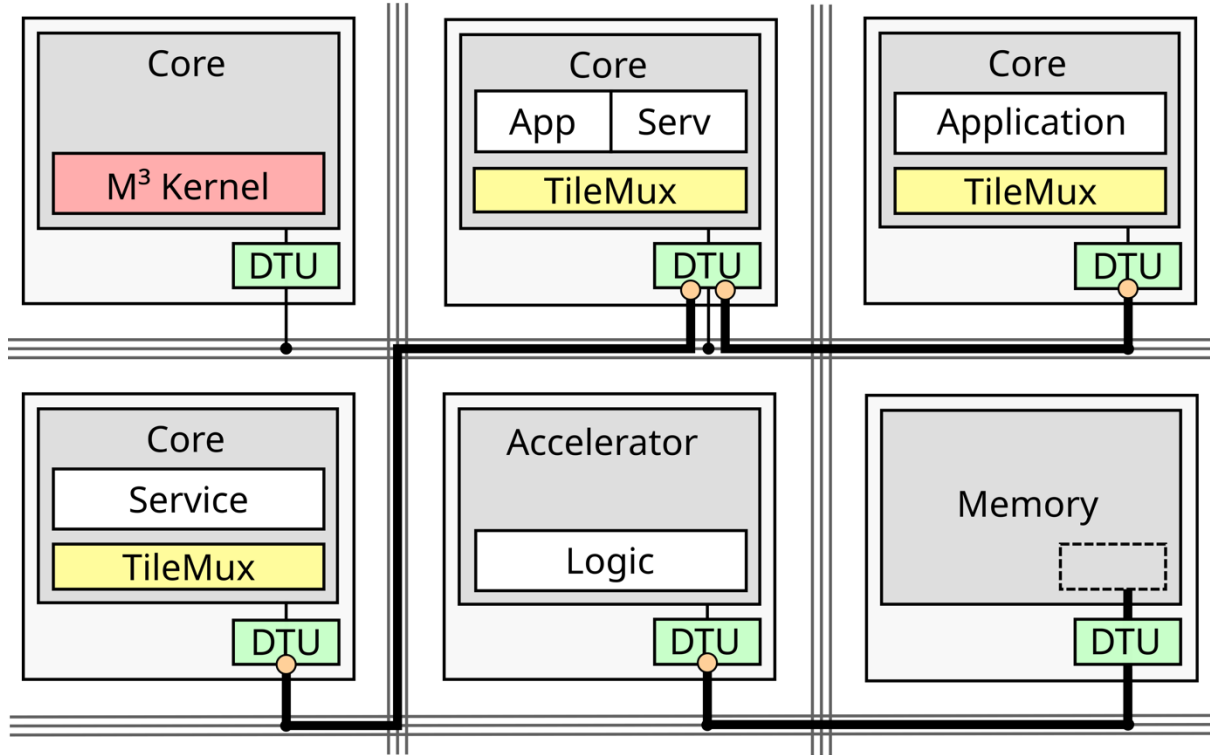 Core
M³ Kernel
DTU
Core
App Serv
TileMux
DTU
Core
Application
TileMux
DTU
Core
Service
TileMux
DTU
Accelerator
Logic
DTU
Memory
DTU